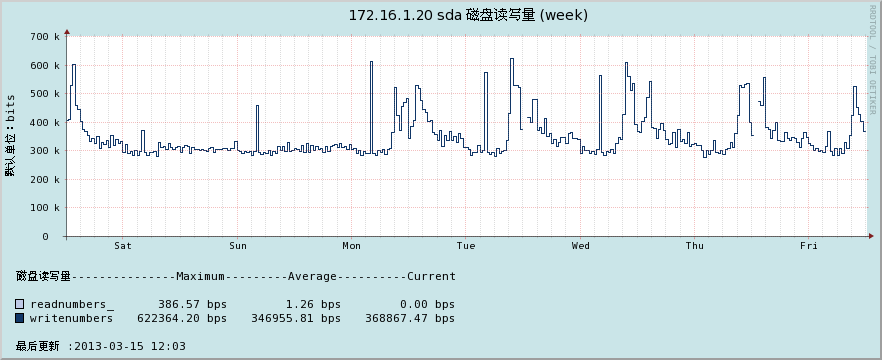 172.16.1.20 sda 磁盘读写量 (week)
RRDTOOL / TOBI OETIKER
默认单位：bits
700 k
600 k
500 k
400 k
300 k
200 k
100 k
0
Sat Sun Mon Tue Wed Thu Fri
磁盘读写量---------------Maximum---------Average----------Current
readnumbers_ 386.57 bps 1.26 bps 0.00 bps
writenumbers 622364.20 bps 346955.81 bps 368867.47 bps
最后更新 :2013-03-15 12:03